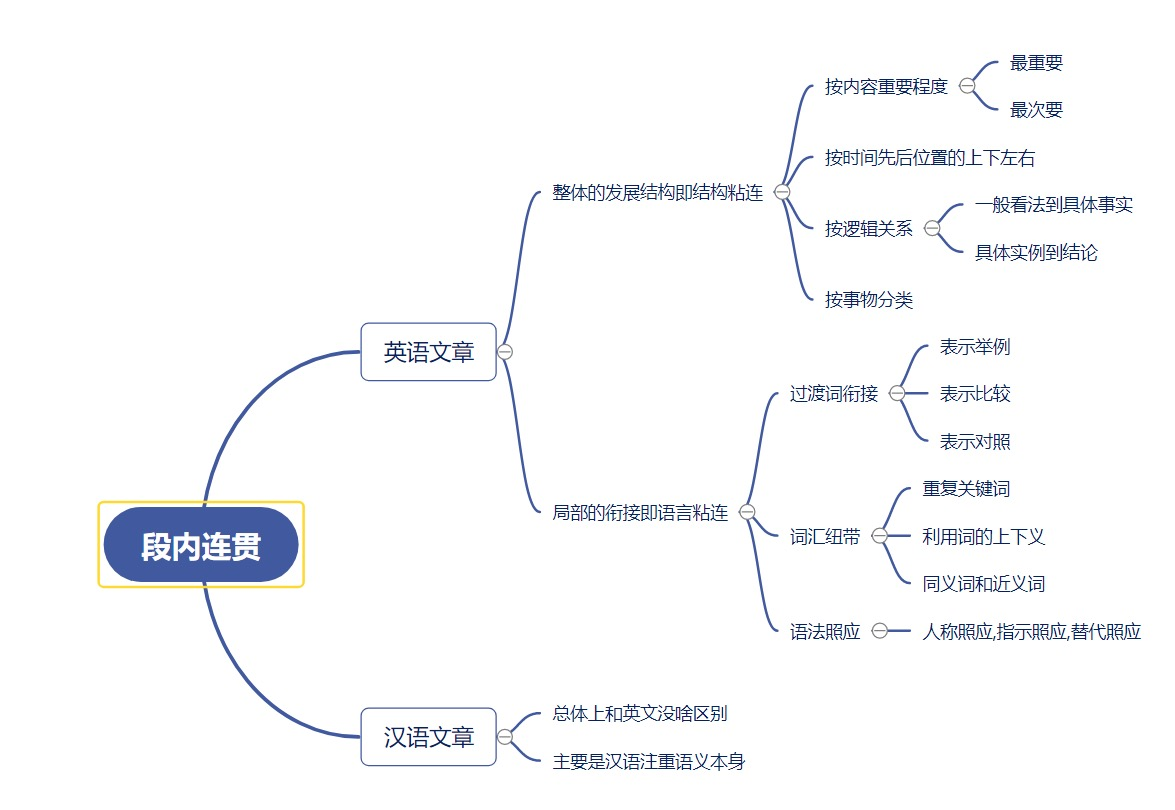 段内连贯
英语文章
整体的发展结构即结构粘连
按内容重要程度
最重要
最次要
按时间先后位置的上下左右
按逻辑关系
一般看法到具体事实
具体实例到结论
按事物分类
局部的衔接即语言粘连
过渡词衔接
表示举例
表示比较
表示对照
词汇纽带
重复关键词
利用词的上下义
同义词和近义词
语法照应
人称照应,指示照应,替代照应
汉语文章
总体上和英文没啥区别
主要是汉语注重语义本身